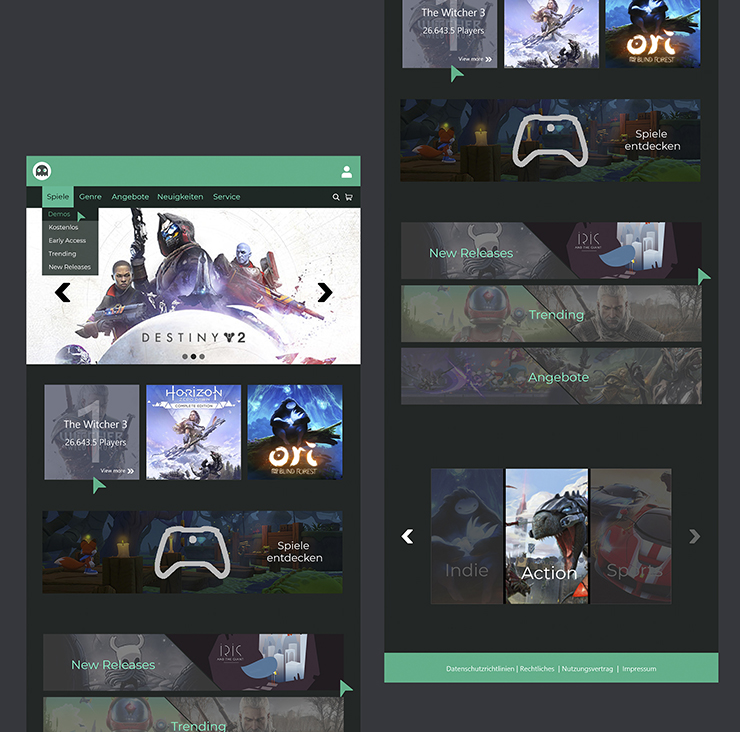 Spiele Genre Angebote Neuigkeiten Service
Demos
Kostenlos
Early Access
Trending
New Releases
DESTINY 2
1
The Witcher 3
26.643.5 Players
View more »
HORIZON
ZERO DAWN
COMPLETE EDITION
ORI
AND THE BLIND FOREST
Spiele
entdecken
New Releases
Trending
The Witcher 3
26.643.5 Players
View more »
ORI
AND THE BLIND FOREST
Spiele
entdecken
New Releases
Trending
Angebote
Indie
Action
Sports
Datenschutzrichtlinien | Rechtliches | Nutzungsvertrag | Impressum